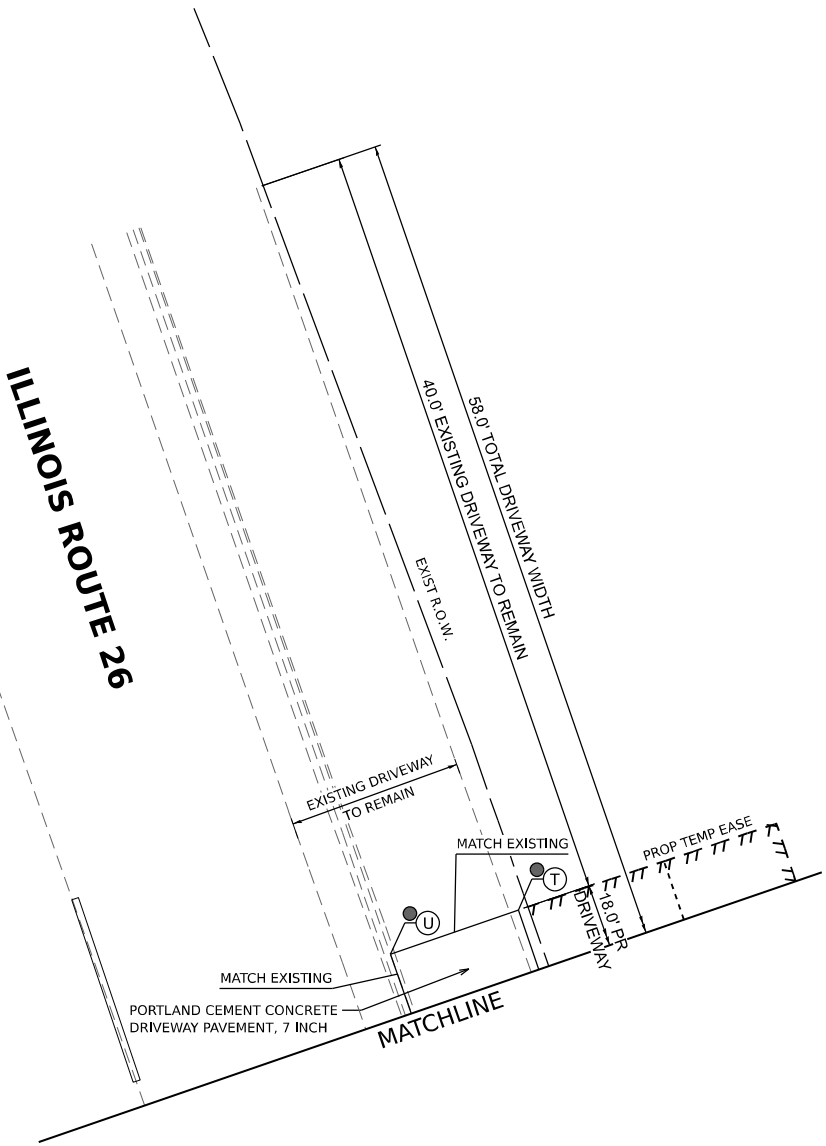 ILLINOIS ROUTE 26
40.0' EXISTING DRIVEWAY TO REMAIN
58.0' TOTAL DRIVEWAY WIDTH
EXIST R.O.W.
EXISTING DRIVEWAY
TO REMAIN
MATCH EXISTING
PROP TEMP EASE
T
U
18.0' PR
DRIVEWAY
MATCH EXISTING
PORTLAND CEMENT CONCRETE
DRIVEWAY PAVEMENT, 7 INCH
MATCHLINE